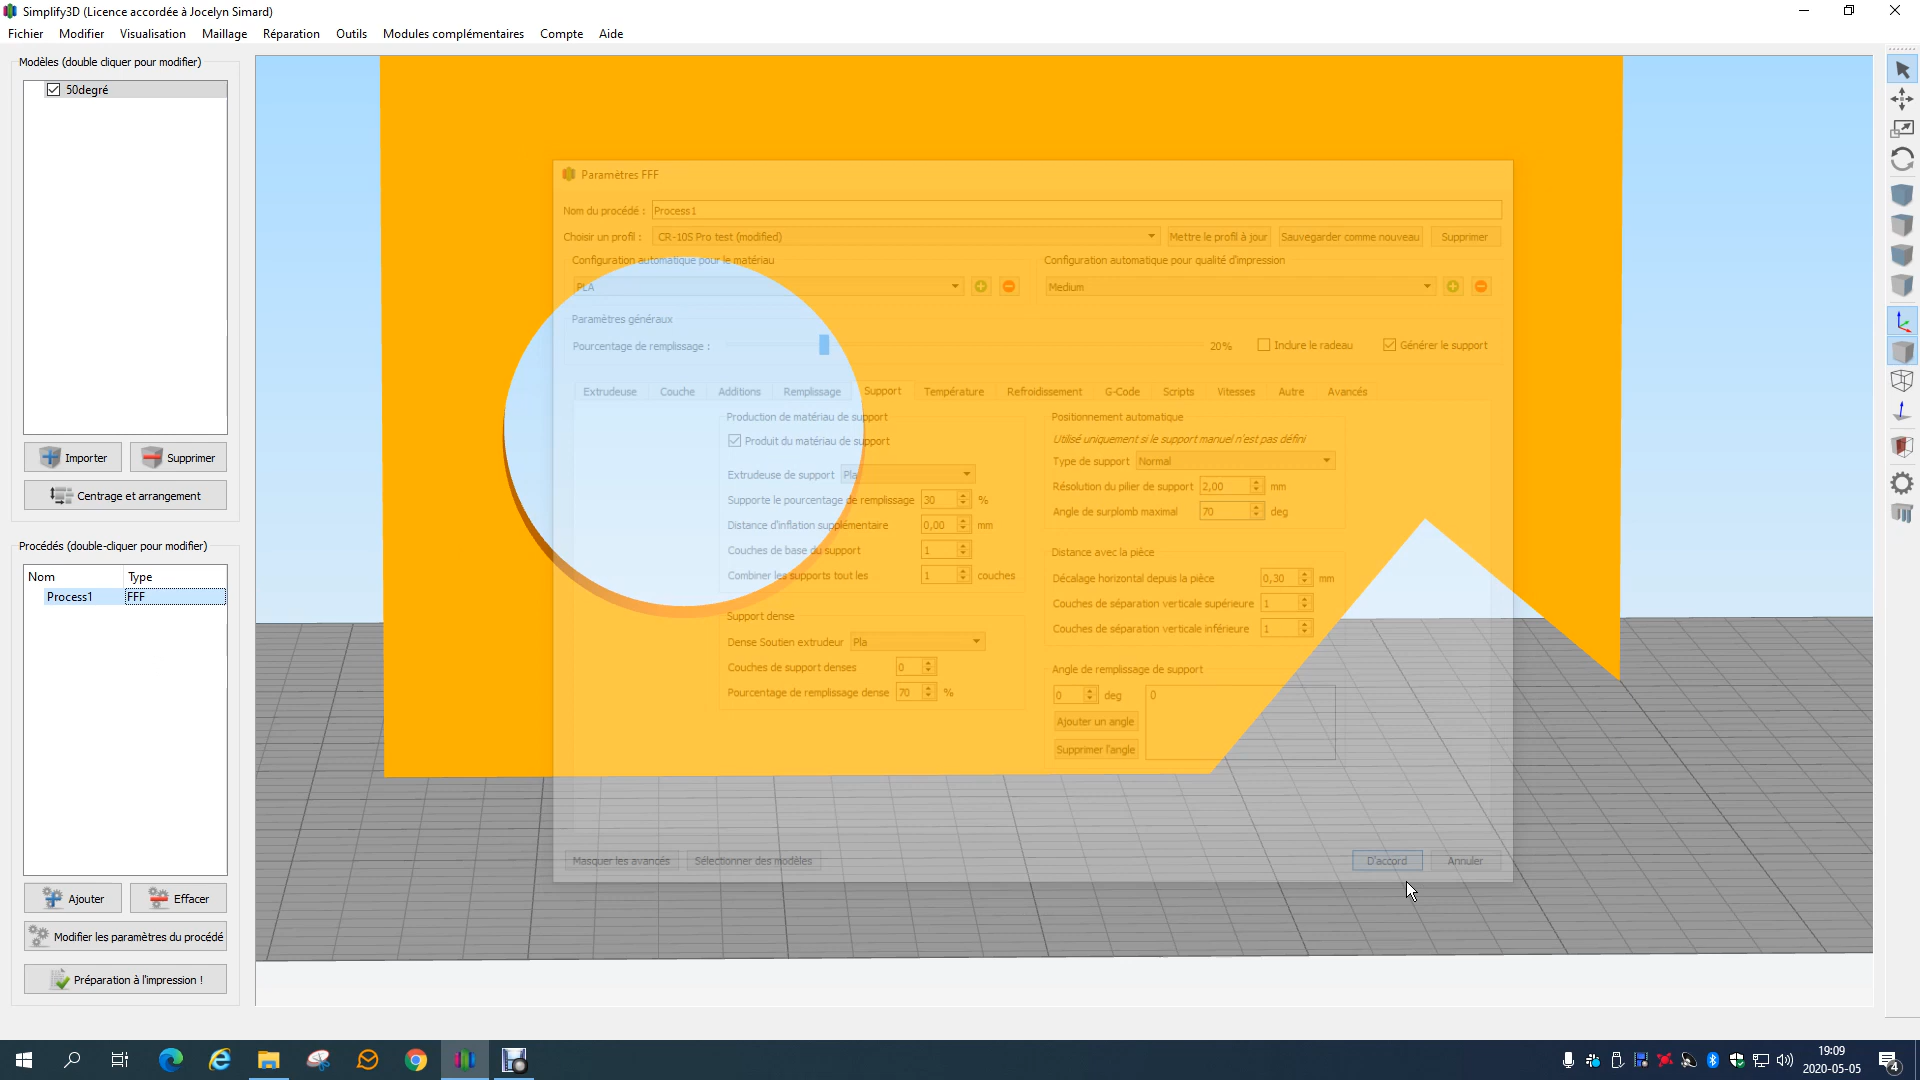 Simplify3D (Licence accordée à Jocelyn Simard)
Fichier Modifier Visualisation Maillage Réparation Outils Modules complémentaires Compte Aide
Modèles (double cliquer pour modifier)
50degré
Importer Supprimer
Centrage et arrangement
Procédés (double-cliquer pour modifier)
Nom Type
Process1 FFF
Ajouter Effacer
Modifier les paramètres du procédé
Préparation à l'impression !
Paramètres FFF
Nom du procédé : Process1
Choisir un profil : CR-10S Pro test (modified) Mettre le profil à jour Sauvegarder comme nouveau Supprimer
Configuration automatique pour le matériau Configuration automatique pour qualité d'impression
PLA Medium
Paramètres généraux
Pourcentage de remplissage : 20% Inclure le radeau Générer le support
Extrudeuse Couche Additions Remplissage Support Température Refroidissement G-Code Scripts Vitesses Autre Avancés
Production de matériau de support
Produit du matériau de support
Extrudeuse de support Pla
Supporte le pourcentage de remplissage 30 %
Distance d'inflation supplémentaire 0,00 mm
Couches de base du support 1
Combiner les supports tout les 1 couches
Support dense
Dense Soutien extrudeur Pla
Couches de support denses 0
Pourcentage de remplissage dense 70 %
Positionnement automatique
Utilisé uniquement si le support manuel n'est pas défini
Type de support Normal
Résolution du pilier de support 2,00 mm
Angle de surplomb maximal 70 deg
Distance avec la pièce
Décalage horizontal depuis la pièce 0,30 mm
Couches de séparation verticale supérieure 1
Couches de séparation verticale inférieure 1
Angle de remplissage de support
0 deg 0
Ajouter un angle
Supprimer l'angle
Masquer les avancés Sélectionner des modèles D'accord Annuler
19:09
2020-05-05
4